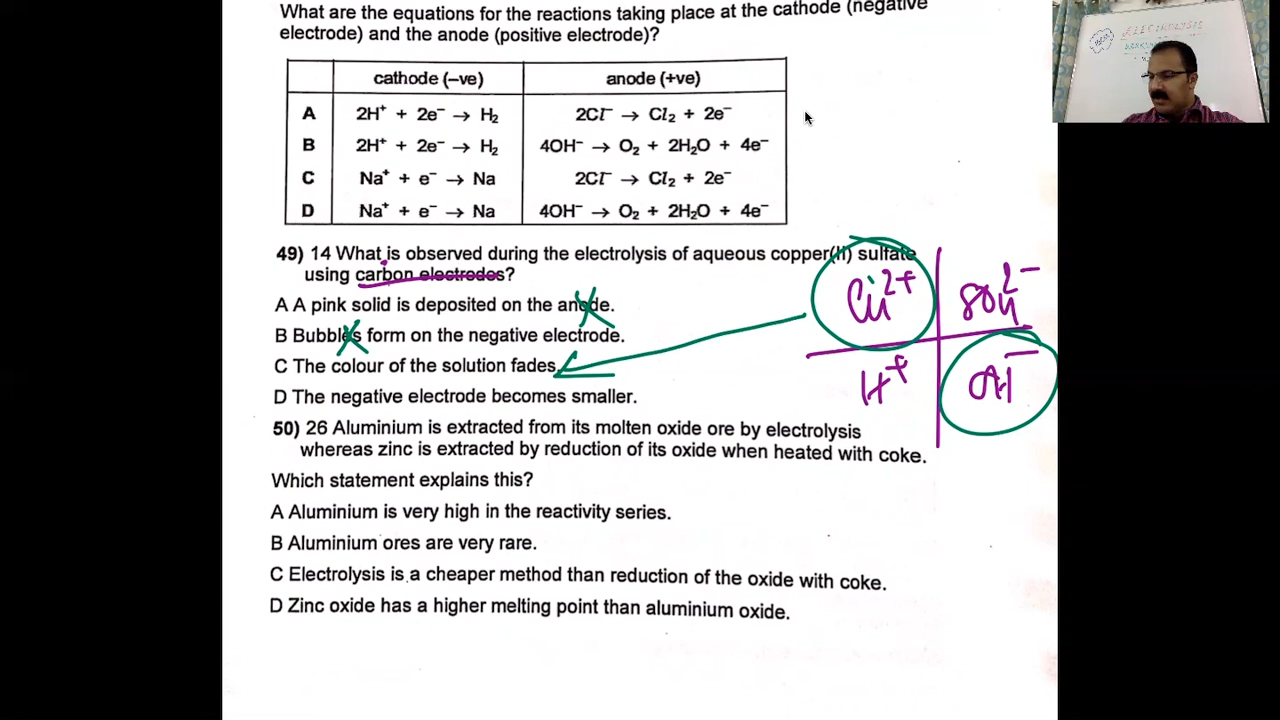 What are the equations for the reactions taking place at the cathode (negative
electrode) and the anode (positive electrode)?
cathode (–ve) anode (+ve)
A 2H⁺ + 2e⁻ → H₂ 2Cl⁻ → Cl₂ + 2e⁻
B 2H⁺ + 2e⁻ → H₂ 4OH⁻ → O₂ + 2H₂O + 4e⁻
C Na⁺ + e⁻ → Na 2Cl⁻ → Cl₂ + 2e⁻
D Na⁺ + e⁻ → Na 4OH⁻ → O₂ + 2H₂O + 4e⁻
49) 14 What is observed during the electrolysis of aqueous copper(II) sulfate
using carbon electrodes?
A A pink solid is deposited on the anode.
B Bubbles form on the negative electrode.
C The colour of the solution fades.
D The negative electrode becomes smaller.
Cu²⁺ SO₄²⁻
H⁺ OH⁻
50) 26 Aluminium is extracted from its molten oxide ore by electrolysis
whereas zinc is extracted by reduction of its oxide when heated with coke.
Which statement explains this?
A Aluminium is very high in the reactivity series.
B Aluminium ores are very rare.
C Electrolysis is a cheaper method than reduction of the oxide with coke.
D Zinc oxide has a higher melting point than aluminium oxide.
ELECTROLYSIS